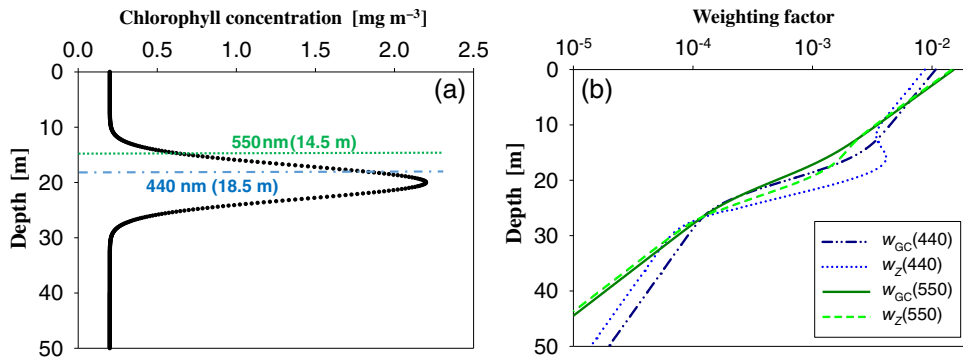 Chlorophyll concentration [mg m⁻³]
0.0 0.5 1.0 1.5 2.0 2.5
0
10
20
30
40
50
Depth [m]
(a)
550 nm (14.5 m)
440 nm (18.5 m)
Weighting factor
10⁻⁵ 10⁻⁴ 10⁻³ 10⁻²
0
10
20
30
40
50
Depth [m]
(b)
w_GC(440)
w_Z(440)
w_GC(550)
w_Z(550)